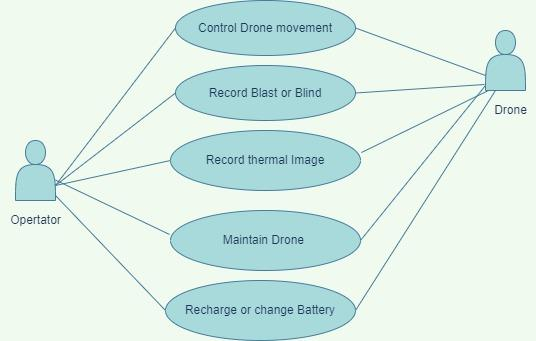 Control Drone movement
Record Blast or Blind
Drone
Record thermal Image
Opertator
Maintain Drone
Recharge or change Battery